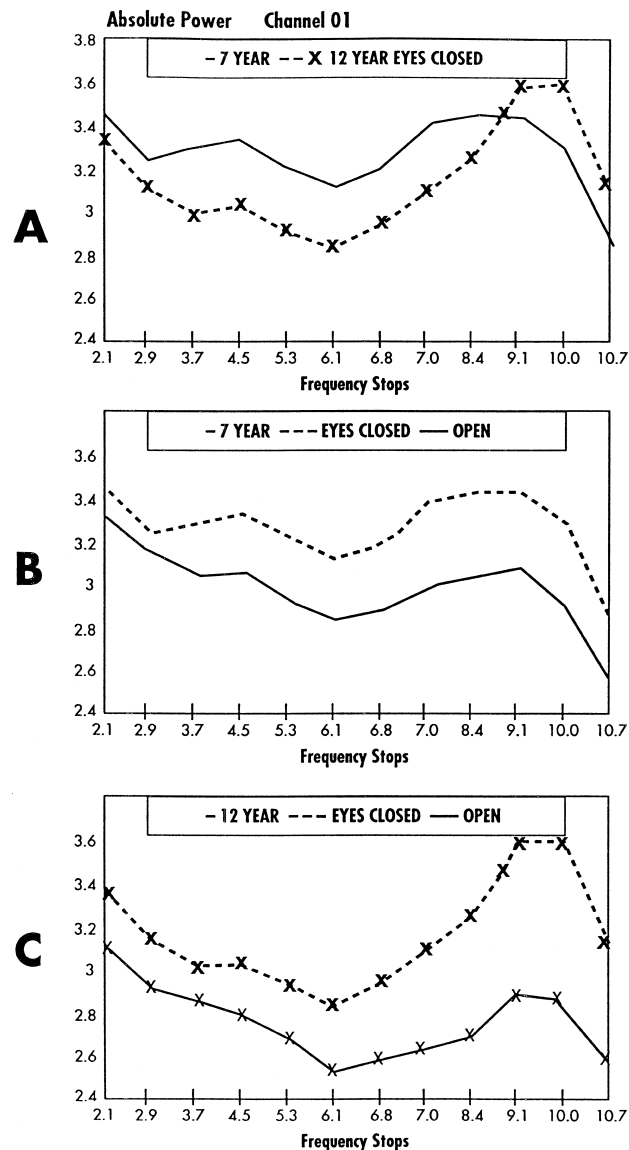 Absolute Power Channel 01
3.8
– 7 YEAR – – X 12 YEAR EYES CLOSED
3.6
3.4
3.2
3
A
2.8
2.6
2.4
2.1 2.9 3.7 4.5 5.3 6.1 6.8 7.0 8.4 9.1 10.0 10.7
Frequency Stops
– 7 YEAR – – – EYES CLOSED — OPEN
3.6
3.4
3.2
B
3
2.8
2.6
2.4
2.1 2.9 3.7 4.5 5.3 6.1 6.8 7.0 8.4 9.1 10.0 10.7
Frequency Stops
– 12 YEAR – – – EYES CLOSED — OPEN
3.6
3.4
3.2
C
3
2.8
2.6
2.4
2.1 2.9 3.7 4.5 5.3 6.1 6.8 7.0 8.4 9.1 10.0 10.7
Frequency Stops